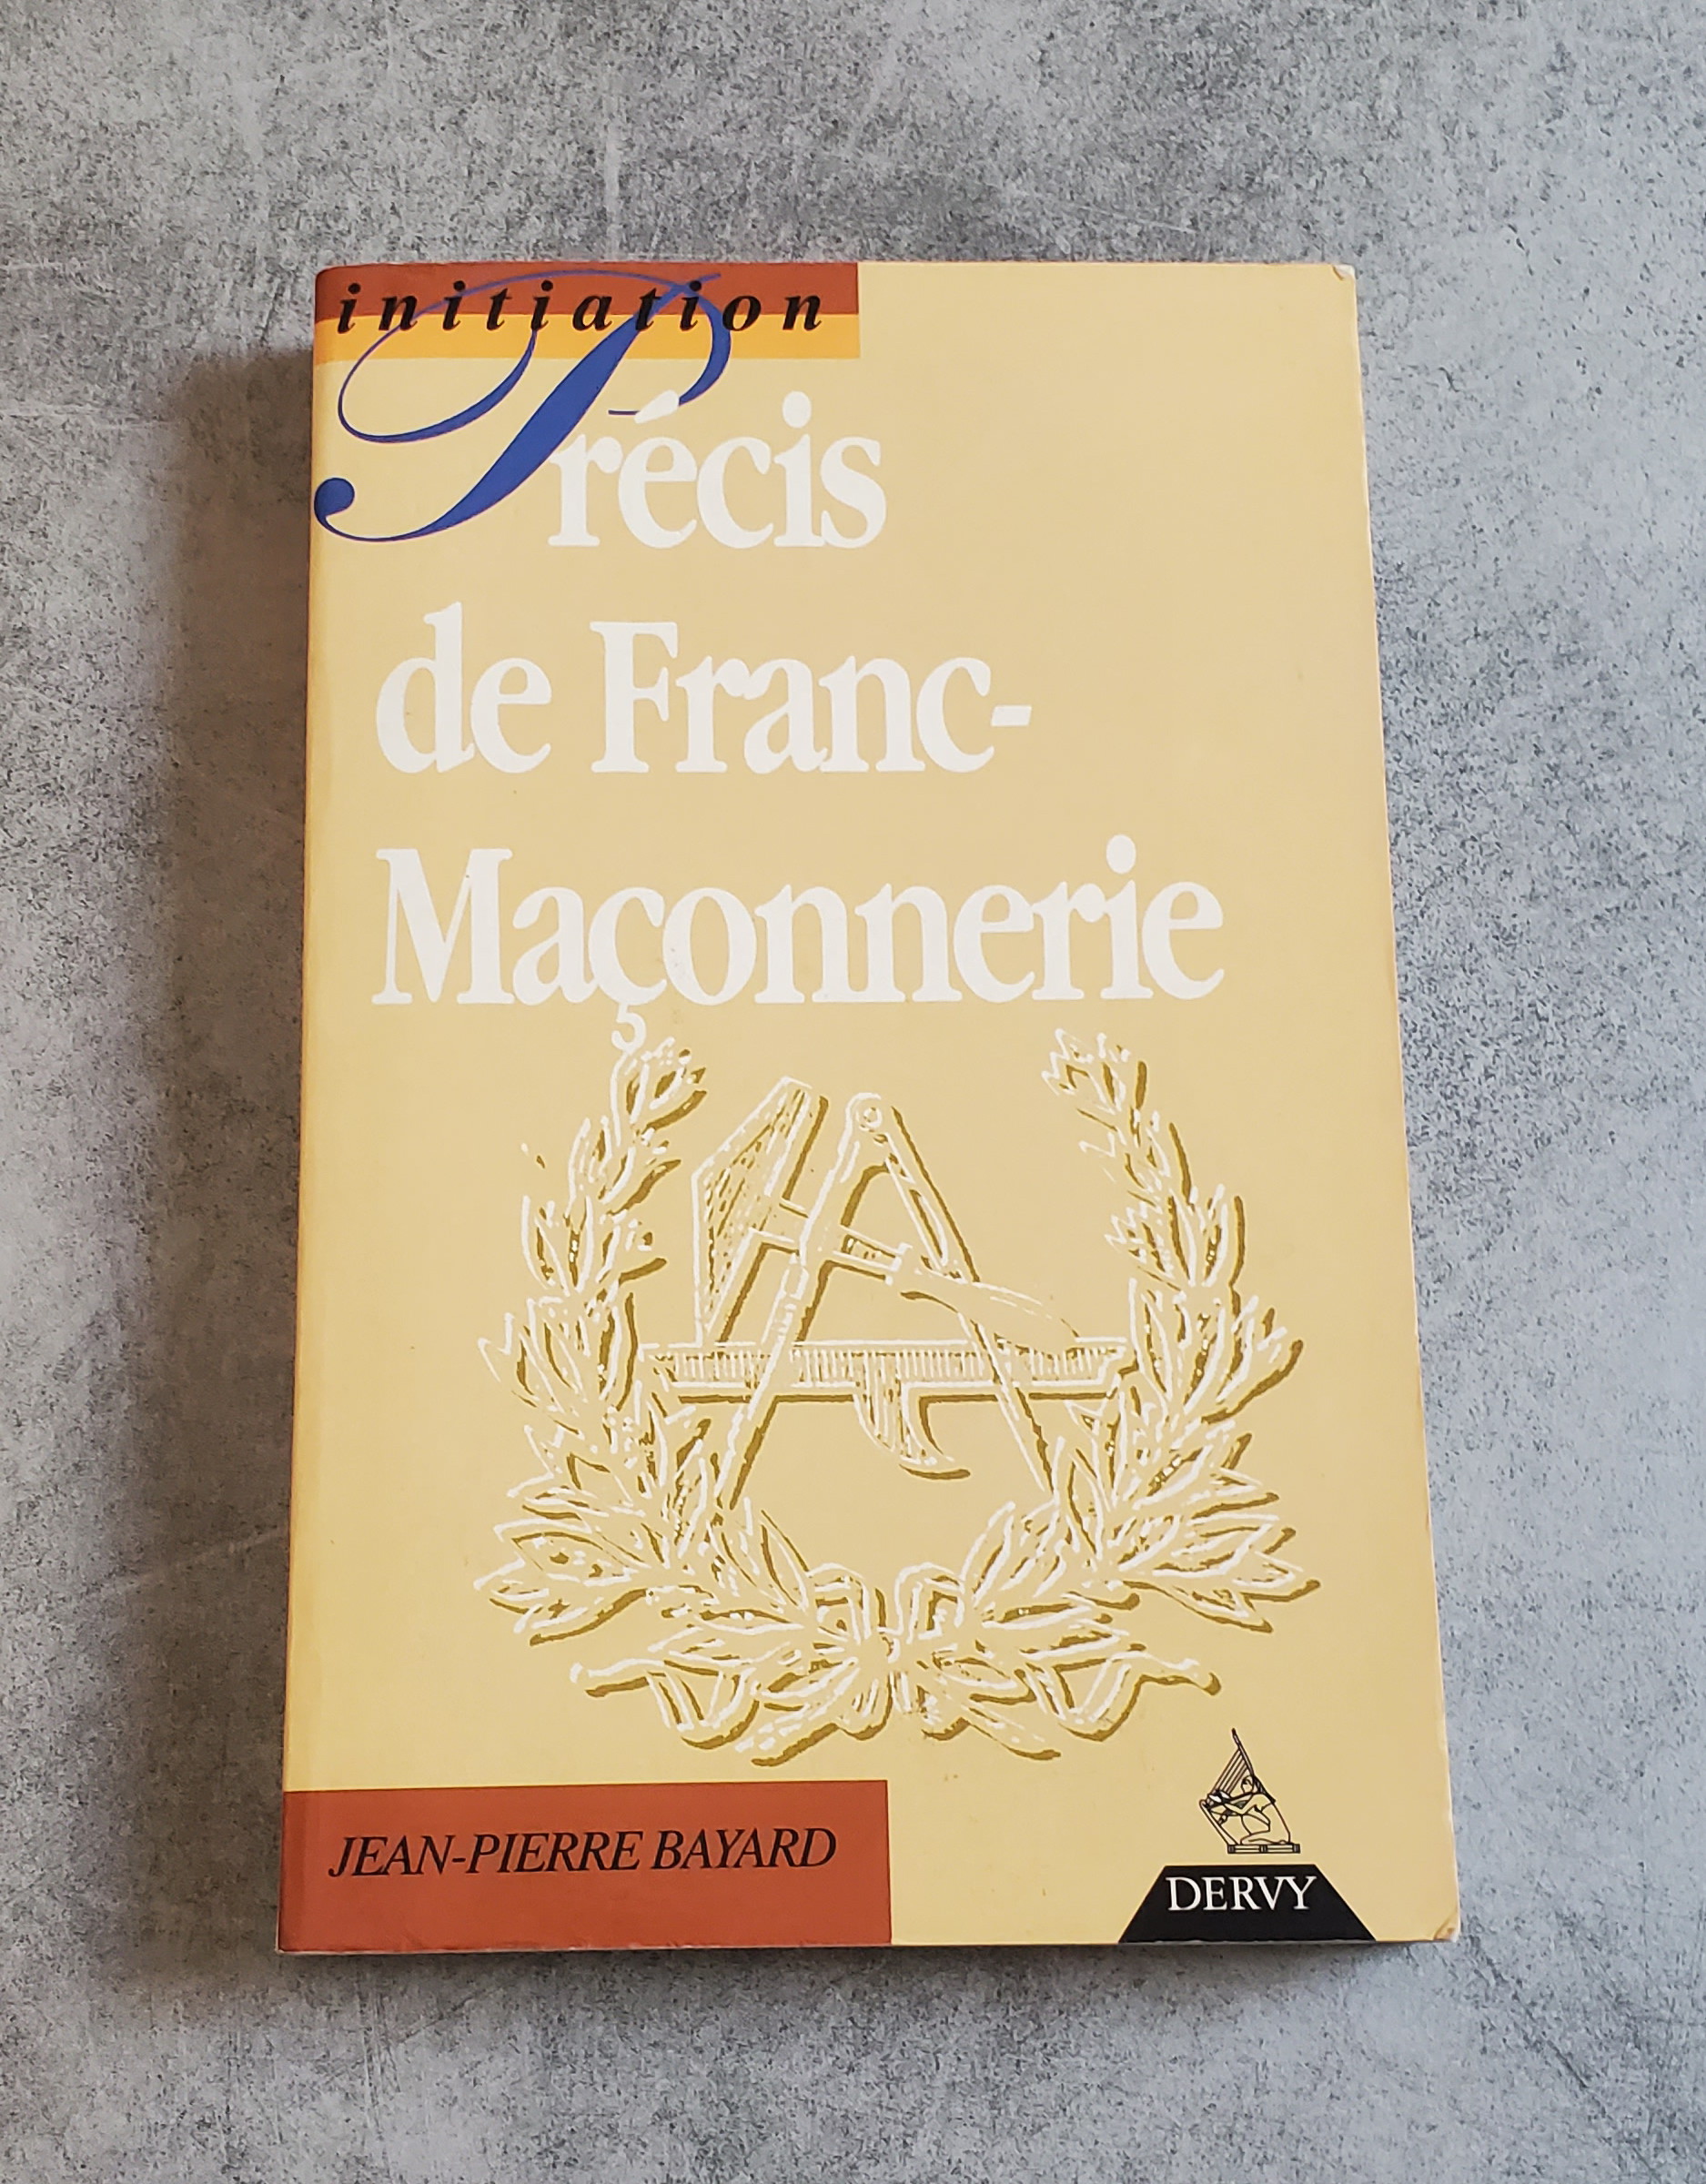 initiation
Précis
de Franc-
Maçonnerie
JEAN-PIERRE BAYARD
DERVY